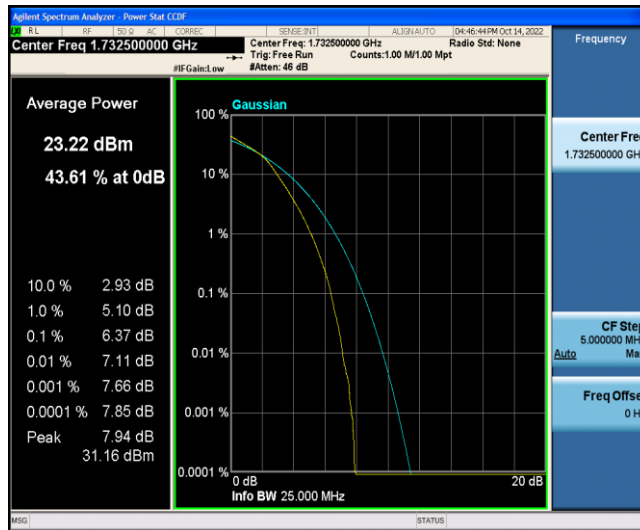 Agilent Spectrum Analyzer - Power Stat CCDF
RL RF 50 Ω AC CORREC SENSE:INT ALIGNAUTO 04:46:44PM Oct 14, 2022
Center Freq 1.732500000 GHz
Center Freq: 1.732500000 GHz Radio Std: None
Trig: Free Run Counts:1.00 M/1.00 Mpt
#IFGain:Low #Atten: 46 dB
Frequency
Average Power
23.22 dBm
43.61 % at 0dB
10.0 % 2.93 dB
1.0 % 5.10 dB
0.1 % 6.37 dB
0.01 % 7.11 dB
0.001 % 7.66 dB
0.0001 % 7.85 dB
Peak 7.94 dB
31.16 dBm
Gaussian
100 %
10 %
1 %
0.1 %
0.01 %
0.001 %
0.0001 %
0 dB 20 dB
Info BW 25.000 MHz
Center Fre
1.732500000 GH
CF Step
5.000000 MH
Auto Ma
Freq Offse
0 H
MSG STATUS